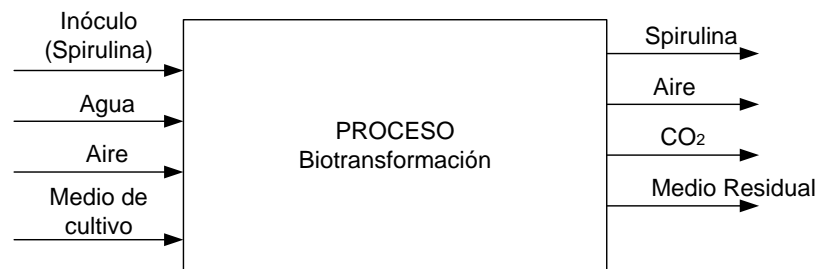 Inóculo
(Spirulina)
Agua
Aire
Medio de
cultivo
PROCESO
Biotransformación
Spirulina
Aire
CO2
Medio Residual